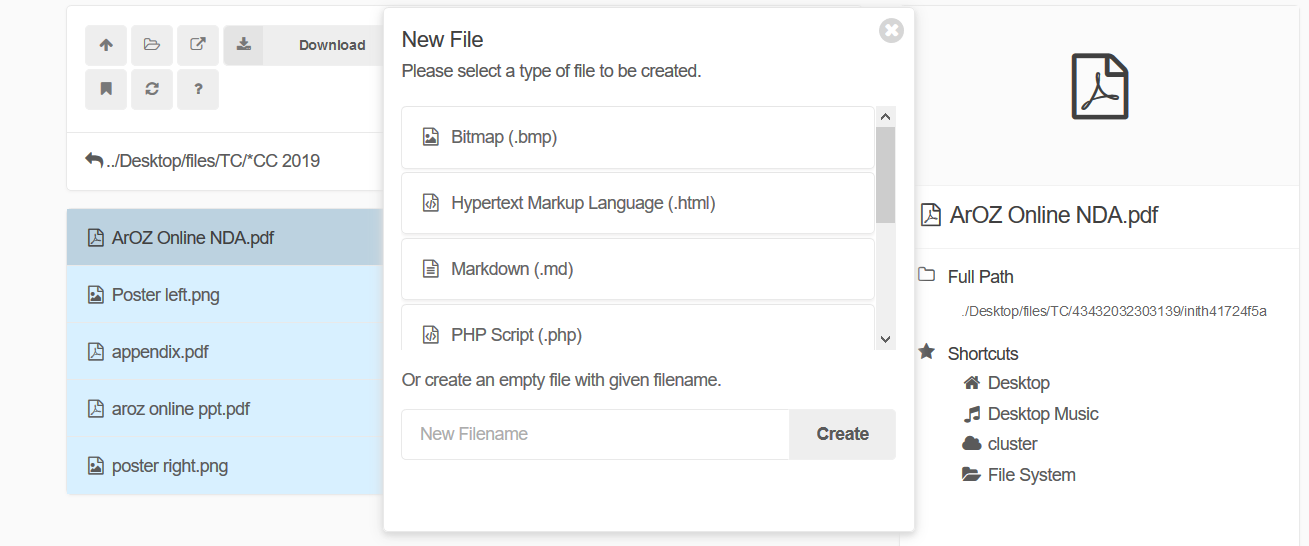 Download
?
../Desktop/files/TC/*CC 2019
ArOZ Online NDA.pdf
Poster left.png
appendix.pdf
aroz online ppt.pdf
poster right.png
New File
Please select a type of file to be created.
Bitmap (.bmp)
Hypertext Markup Language (.html)
Markdown (.md)
PHP Script (.php)
Or create an empty file with given filename.
New Filename
Create
ArOZ Online NDA.pdf
Full Path
./Desktop/files/TC/43432032303139/inith41724f5a
Shortcuts
Desktop
Desktop Music
cluster
File System